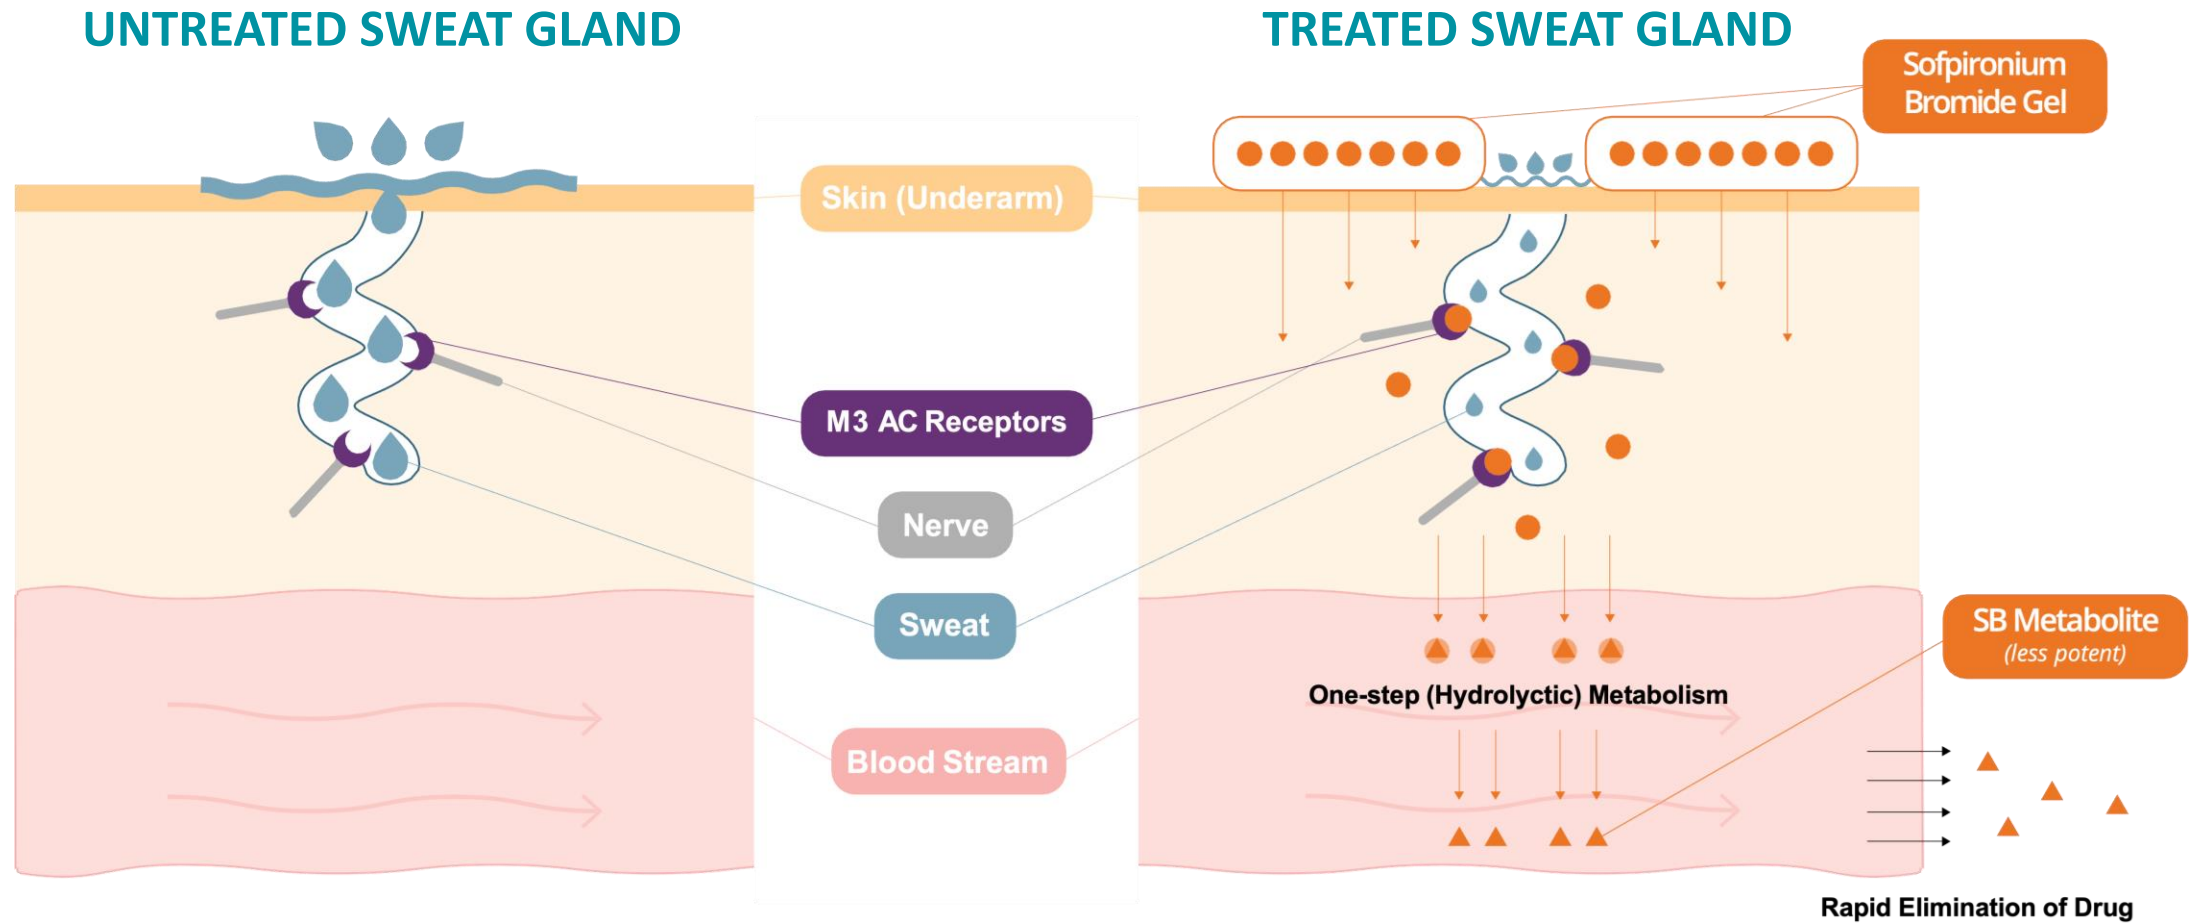 UNTREATED SWEAT GLAND
TREATED SWEAT GLAND
Sofpironium
Bromide Gel
Skin (Underarm)
M3 AC Receptors
Nerve
Sweat
SB Metabolite
(less potent)
One-step (Hydrolyctic) Metabolism
Blood Stream
Rapid Elimination of Drug